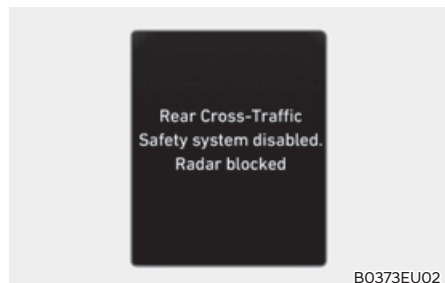 Rear Cross-Traffic
Safety system disabled.
Radar blocked
B0373EU02